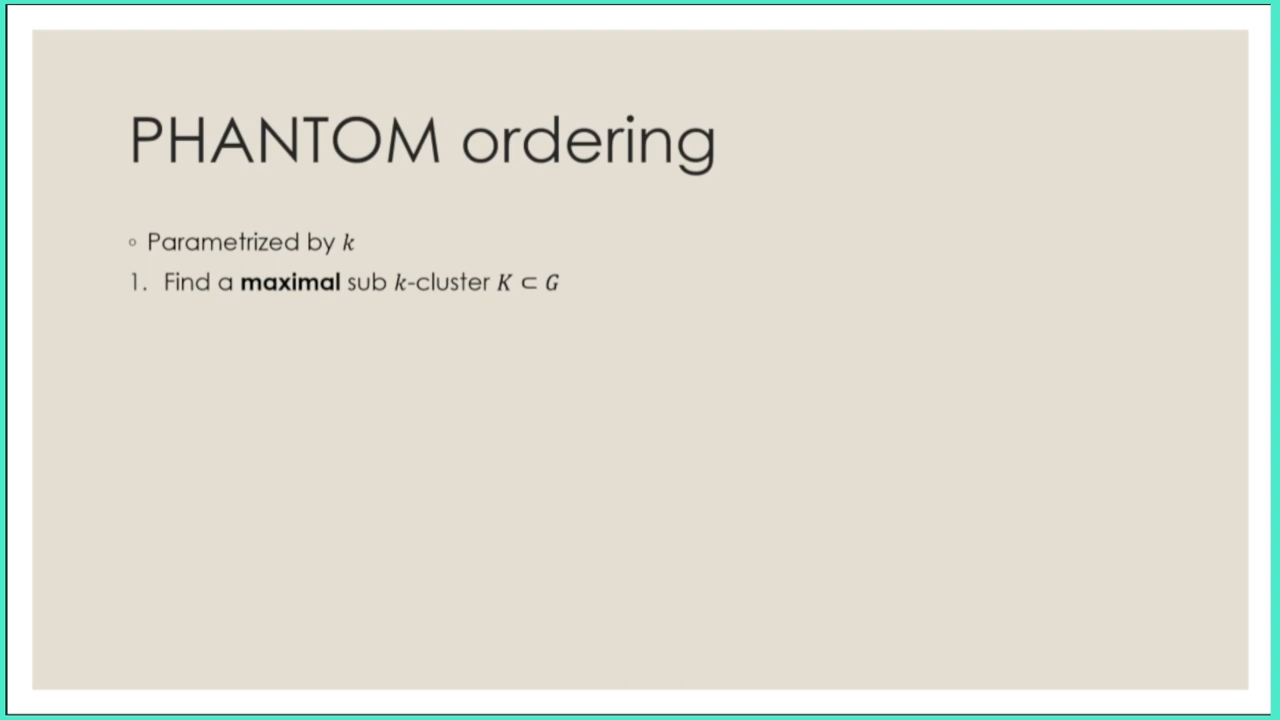 PHANTOM ordering
◦ Parametrized by k
1. Find a maximal sub k-cluster K ⊂ G